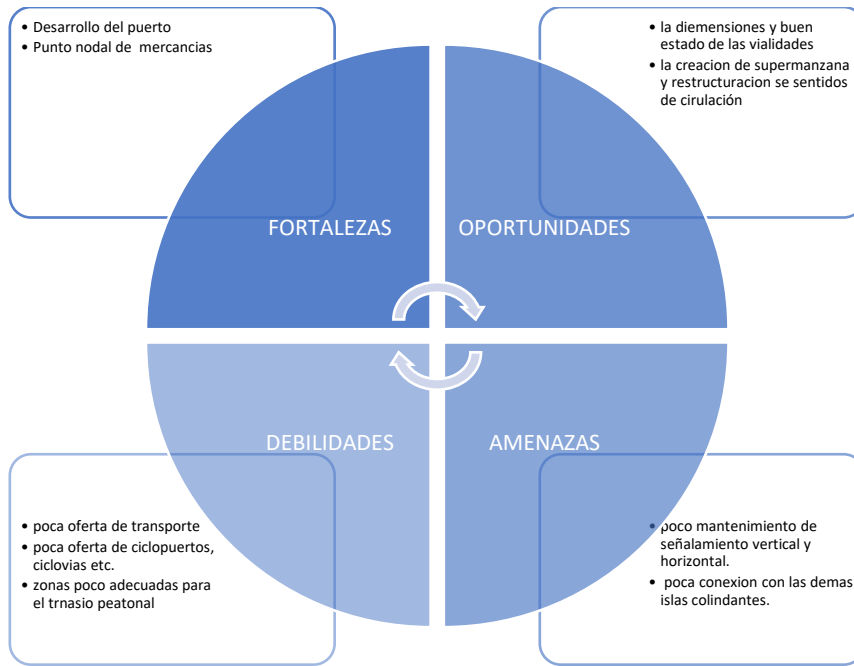 • Desarrollo del puerto
• Punto nodal de mercancias
• la diemensiones y buen
estado de las vialidades
• la creacion de supermanzana
y restructuracion se sentidos
de cirulación
FORTALEZAS
OPORTUNIDADES
DEBILIDADES
AMENAZAS
• poca oferta de transporte
• poca oferta de ciclopuertos,
ciclovias etc.
• zonas poco adecuadas para
el trnasio peatonal
• poco mantenimiento de
señalamiento vertical y
horizontal.
• poca conexion con las demas
islas colindantes.